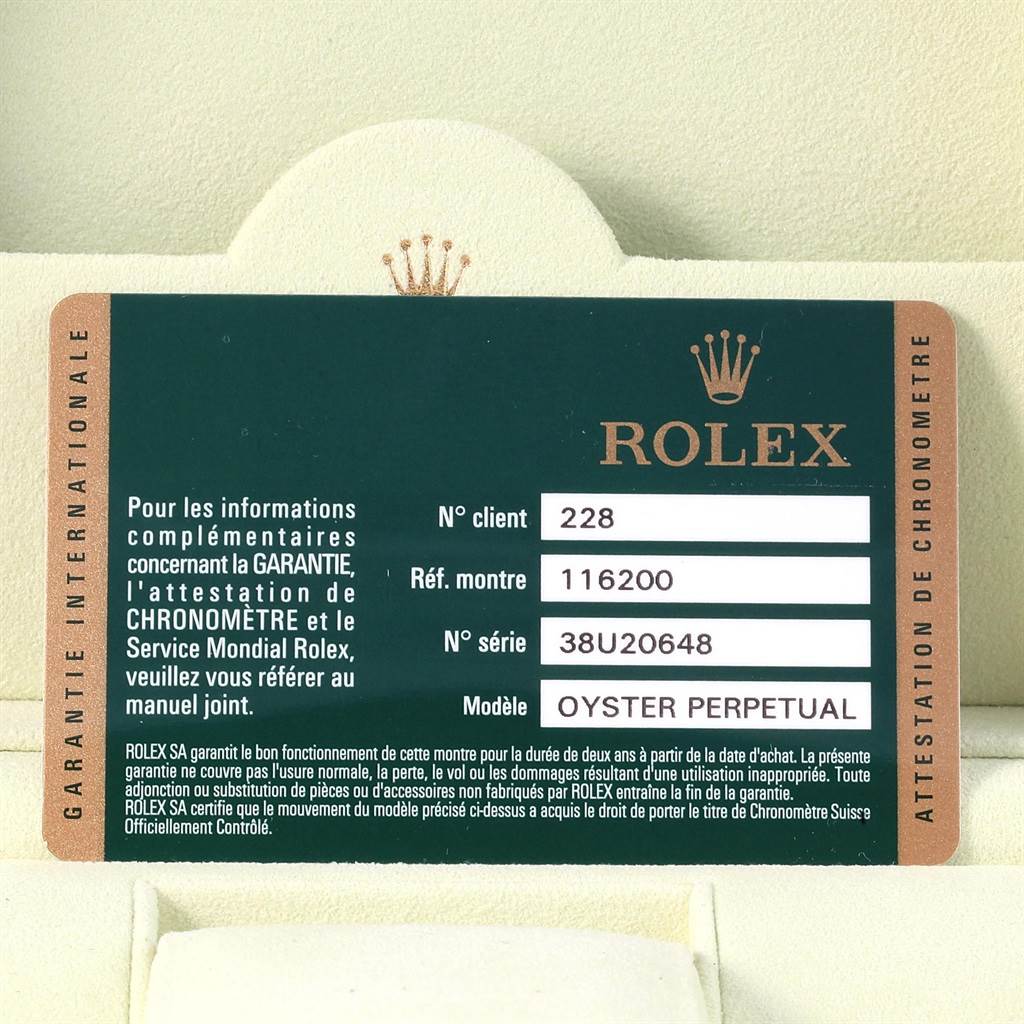 GARANTIE INTERNATIONALE
ROLEX
Pour les informations
complémentaires
concernant la GARANTIE,
l'attestation de
CHRONOMÈTRE et le
Service Mondial Rolex,
veuillez vous référer au
manuel joint.
N° client 228
Réf. montre 116200
N° série 38U20648
Modèle OYSTER PERPETUAL
ROLEX SA garantit le bon fonctionnement de cette montre pour la durée de deux ans à partir de la date d'achat. La présente
garantie ne couvre pas l'usure normale, la perte, le vol ou les dommages résultant d'une utilisation inappropriée. Toute
adjonction ou substitution de pièces ou d'accessoires non fabriqués par ROLEX entraîne la fin de la garantie.
ROLEX SA certifie que le mouvement du modèle précisé ci-dessus a acquis le droit de porter le titre de Chronomètre Suisse
Officiellement Contrôlé.
ATTESTATION DE CHRONOMETRE